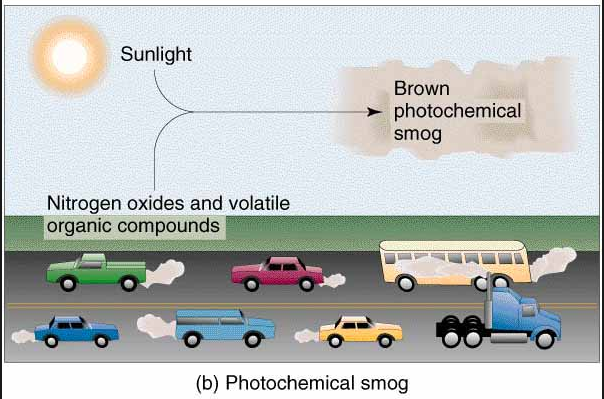 Sunlight
Brown
photochemical
smog
Nitrogen oxides and volatile
organic compounds
(b) Photochemical smog